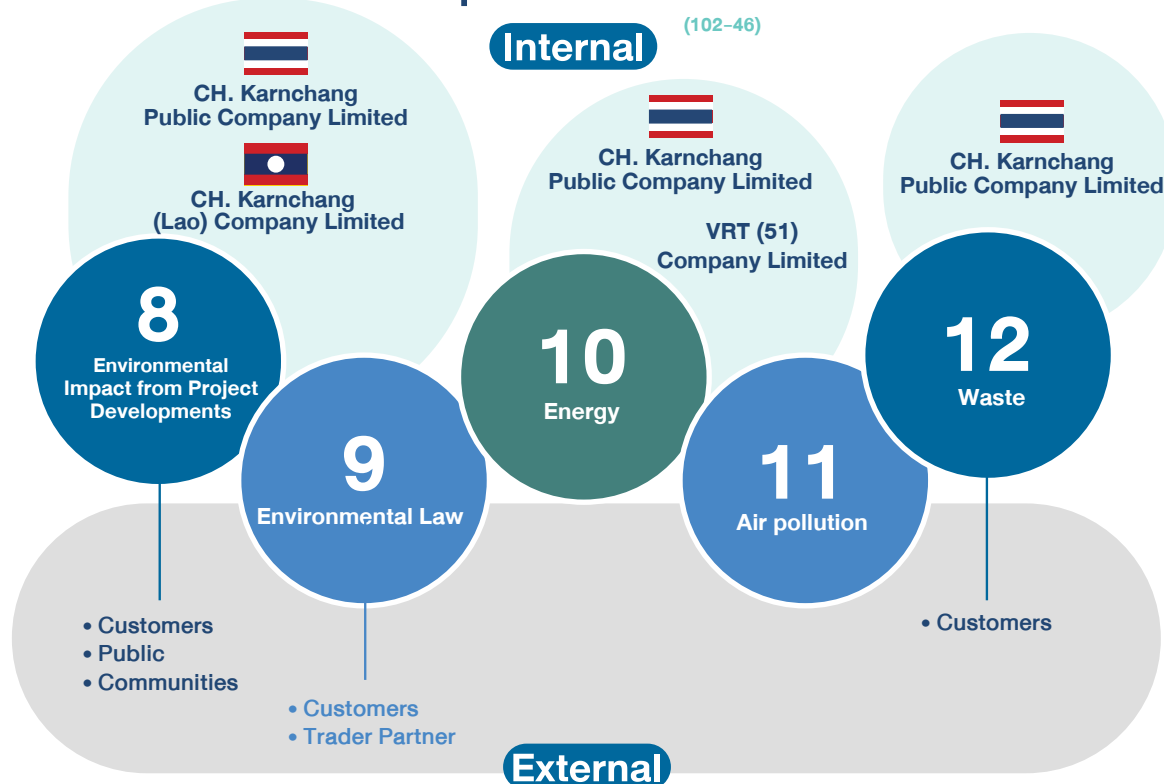 (102-46)
Internal
CH. Karnchang
Public Company Limited
CH. Karnchang
(Lao) Company Limited
CH. Karnchang
Public Company Limited
VRT (51)
Company Limited
CH. Karnchang
Public Company Limited
8
Environmental
Impact from Project
Developments
9
Environmental Law
10
Energy
11
Air pollution
12
Waste
• Customers
• Public
• Communities
• Customers
• Trader Partner
• Customers
External